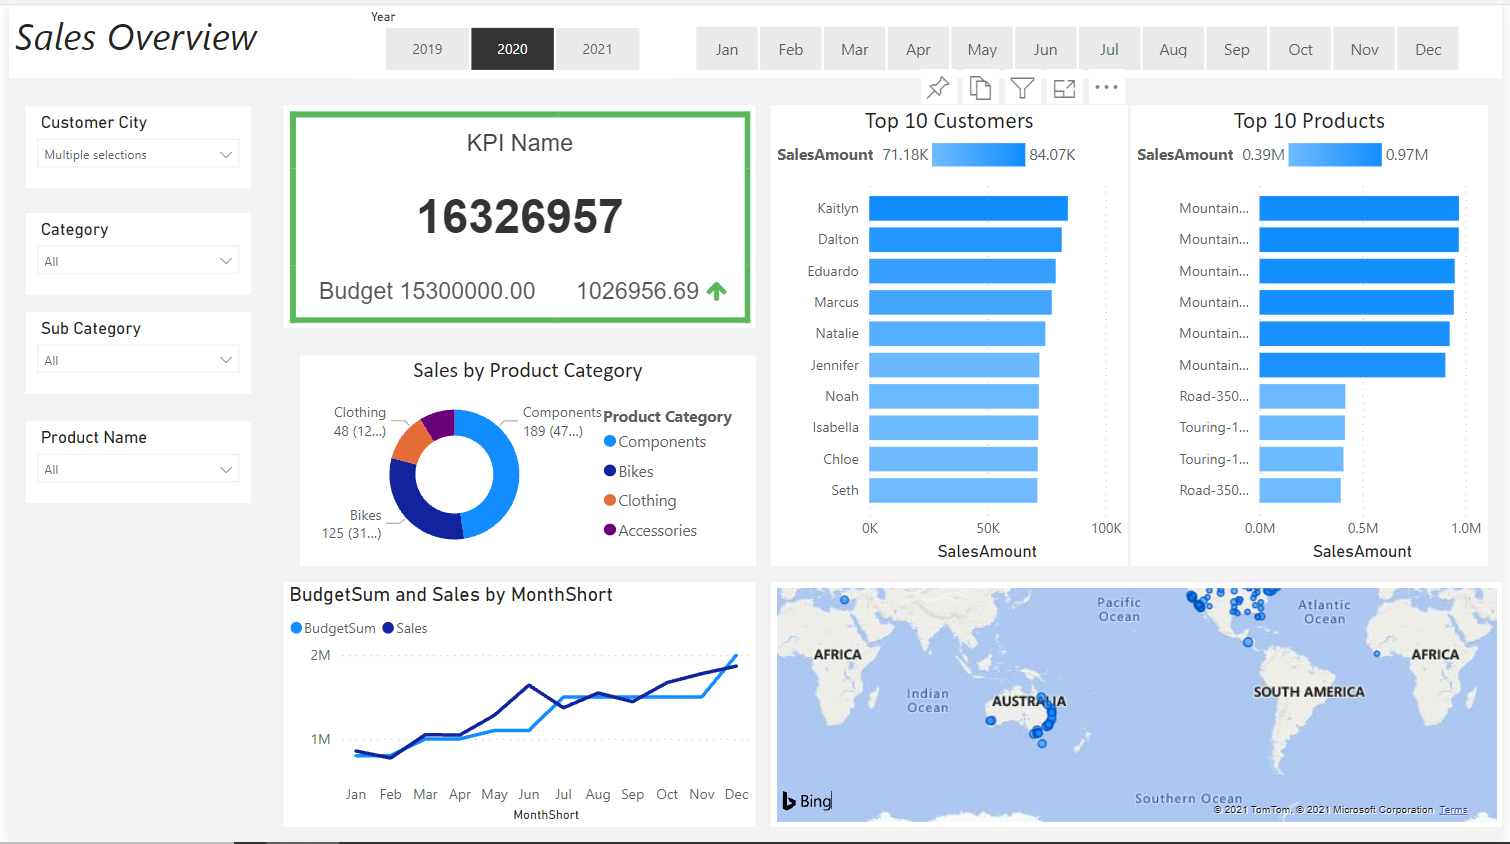 Sales Overview
Year
2019
2020
2021
Jan
Feb
Mar
Apr
May
Jun
Jul
Aug
Sep
Oct
Nov
Dec
Customer City
Multiple selections
Category
All
Sub Category
All
Product Name
All
KPI Name
16326957
Budget 15300000.00
1026956.69
Sales by Product Category
Clothing
48 (12...)
Components
189 (47...)
Bikes
125 (31...)
Product Category
Components
Bikes
Clothing
Accessories
Top 10 Customers
SalesAmount 71.18K 84.07K
Kaitlyn
Dalton
Eduardo
Marcus
Natalie
Jennifer
Noah
Isabella
Chloe
Seth
0K 50K 100K
SalesAmount
Top 10 Products
SalesAmount 0.39M 0.97M
Mountain...
Mountain...
Mountain...
Mountain...
Mountain...
Mountain...
Road-350...
Touring-1...
Touring-1...
Road-350...
0.0M 0.5M 1.0M
SalesAmount
BudgetSum and Sales by MonthShort
BudgetSum Sales
2M
1M
Jan Feb Mar Apr May Jun Jul Aug Sep Oct Nov Dec
MonthShort
Pacific
Ocean
Atlantic
Ocean
AFRICA
AFRICA
Indian
Ocean
AUSTRALIA
SOUTH AMERICA
Southern Ocean
Bing
© 2021 TomTom, © 2021 Microsoft Corporation Terms